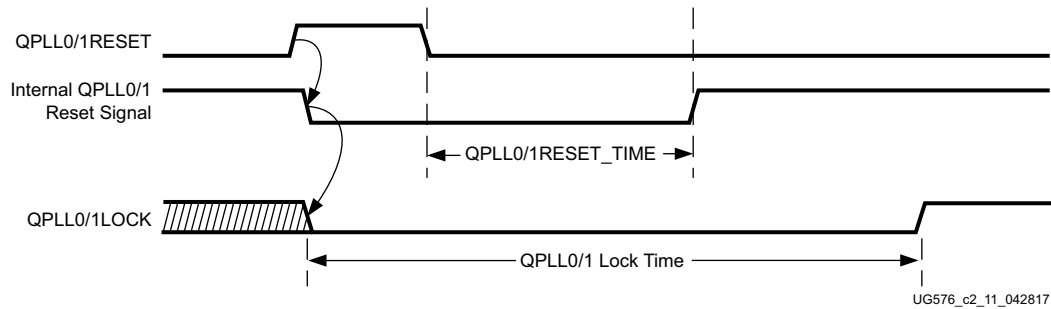 QPLL0/1RESET
Internal QPLL0/1
Reset Signal
QPLL0/1RESET_TIME
QPLL0/1LOCK
QPLL0/1 Lock Time
UG576_c2_11_042817